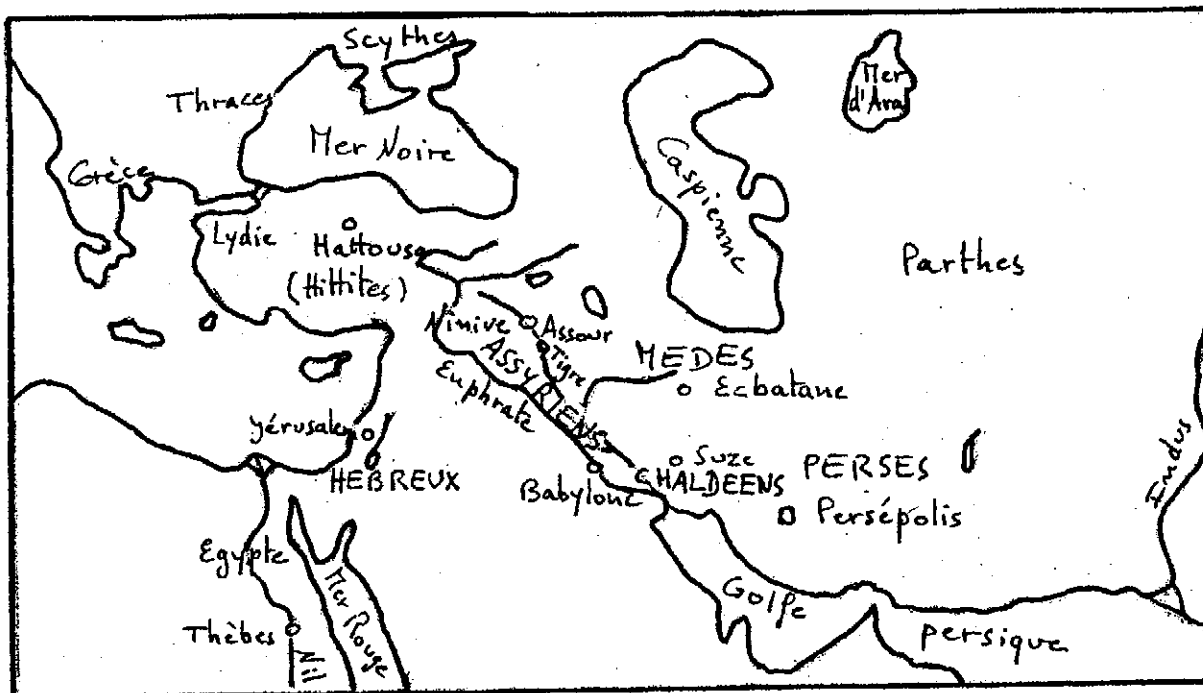 Scythes
Mer
d'Aral
Thraces
Mer Noire
Caspienne
Grèce
Lydie
Hattousa
(Hittites)
Parthes
Ninive
Assour
Tigre
ASSYRIENS
Euphrate
MEDES
Ecbatane
Jérusalem
HEBREUX
Babylone
Suze
CHALDEENS
PERSES
Persépolis
Indus
Egypte
Mer Rouge
Thèbes
Nil
Golfe
persique